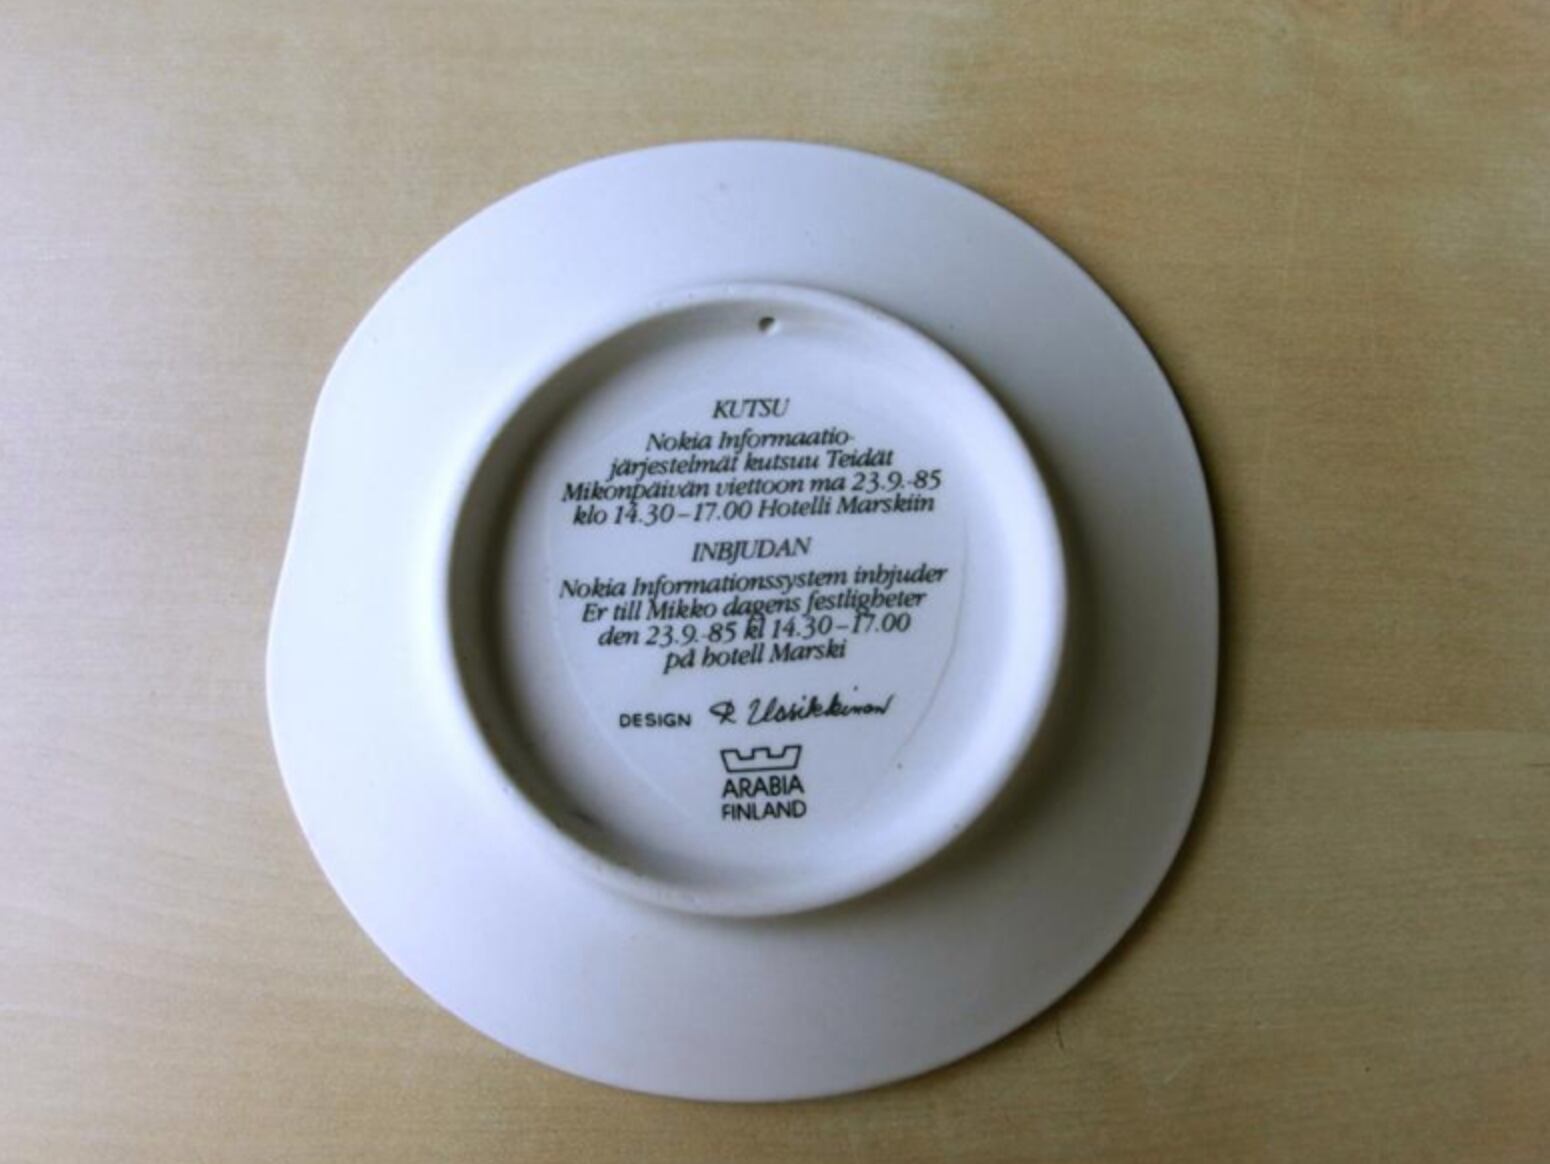 KUTSU
Nokia Informaatio-
järjestelmät kutsuu Teidät
Mikonpäivän viettoon ma 23.9.-85
klo 14.30–17.00 Hotelli Marskiin
INBJUDAN
Nokia Informationssystem inbjuder
Er till Mikko dagens festligheter
den 23.9.-85 kl 14.30–17.00
på hotell Marski
DESIGN R Uosikkinen
ARABIA
FINLAND